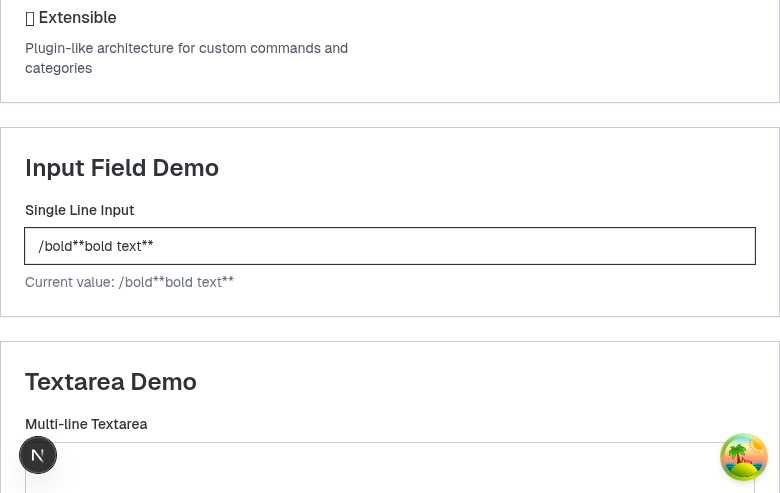 Extensible
Plugin-like architecture for custom commands and
categories
Input Field Demo
Single Line Input
/bold**bold text**
Current value: /bold**bold text**
Textarea Demo
Multi-line Textarea
N